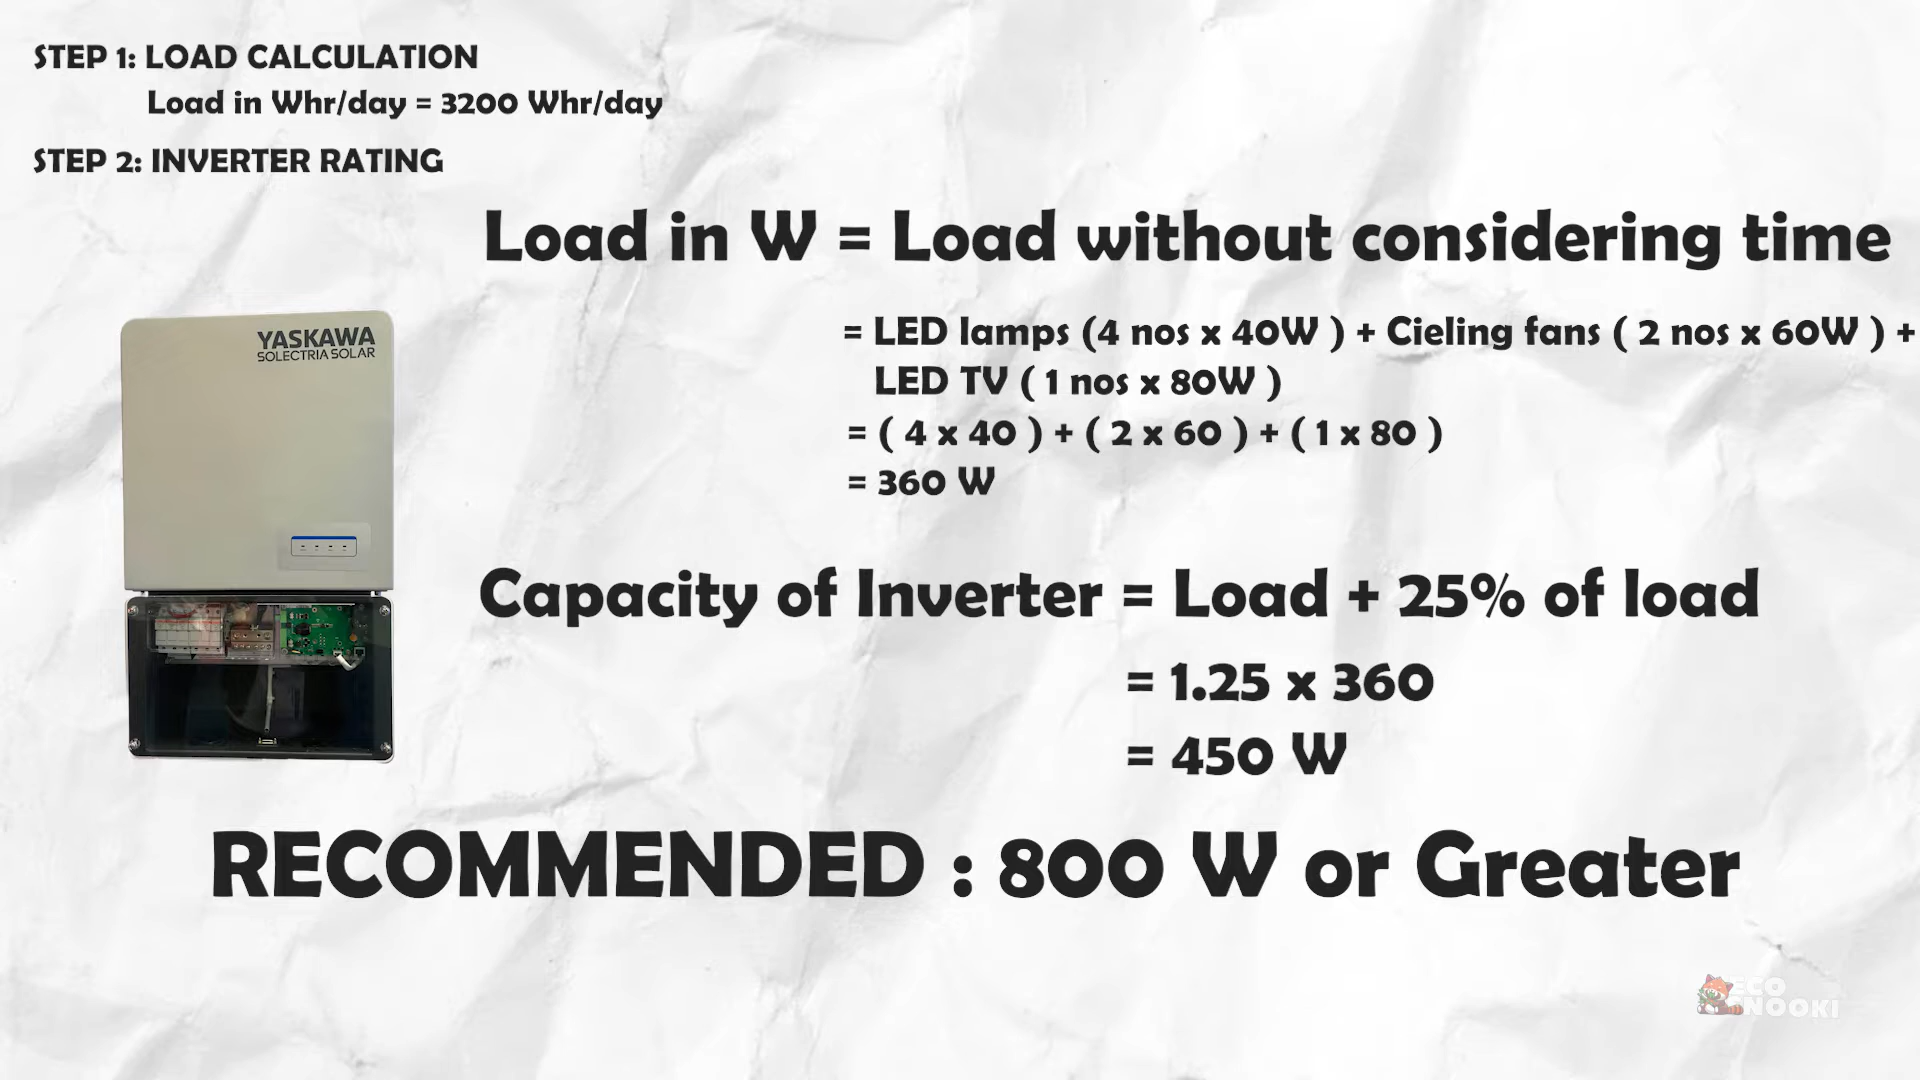 STEP 1: LOAD CALCULATION
Load in Whr/day = 3200 Whr/day
STEP 2: INVERTER RATING
Load in W = Load without considering time
= LED lamps (4 nos x 40W ) + Cieling fans ( 2 nos x 60W ) +
LED TV ( 1 nos x 80W )
= ( 4 x 40 ) + ( 2 x 60 ) + ( 1 x 80 )
= 360 W
YASKAWA
SOLECTRIA SOLAR
Capacity of Inverter = Load + 25% of load
= 1.25 x 360
= 450 W
RECOMMENDED : 800 W or Greater
ECO
NOOKI